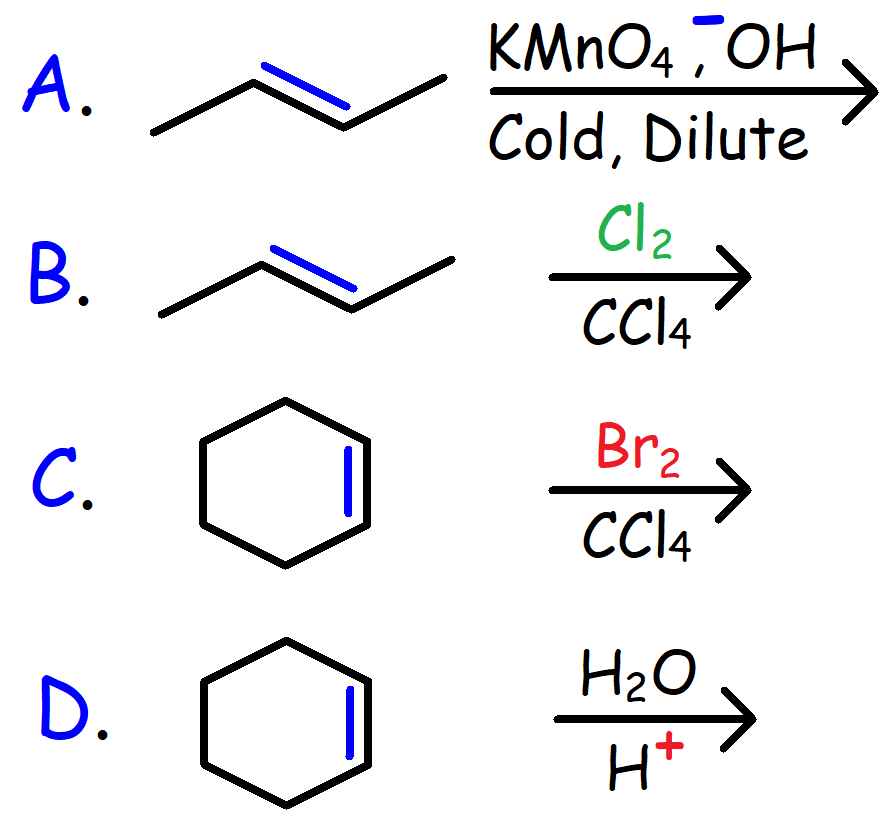 A.
KMnO₄ , ⁻OH
Cold, Dilute
B.
Cl₂
CCl₄
C.
Br₂
CCl₄
D.
H₂O
H⁺